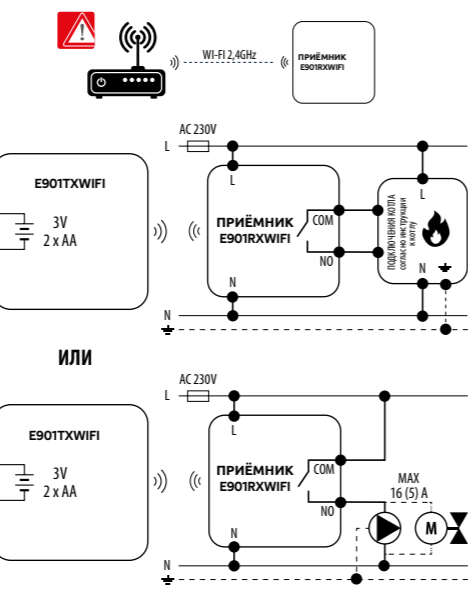 WI-FI 2,4GHz
ПРИЁМНИК
E901RXWIFI
AC 230V
L
E901TXWIFI
3V
2 x AA
L
ПРИЁМНИК
E901RXWIFI
COM
NO
N
ПОДКЛЮЧЕНИЯ КОТЛА
согласно инструкции
к котлу
L
N
N
ИЛИ
AC 230V
L
E901TXWIFI
3V
2 x AA
L
ПРИЁМНИК
E901RXWIFI
COM
NO
N
MAX
16 (5) A
M
N